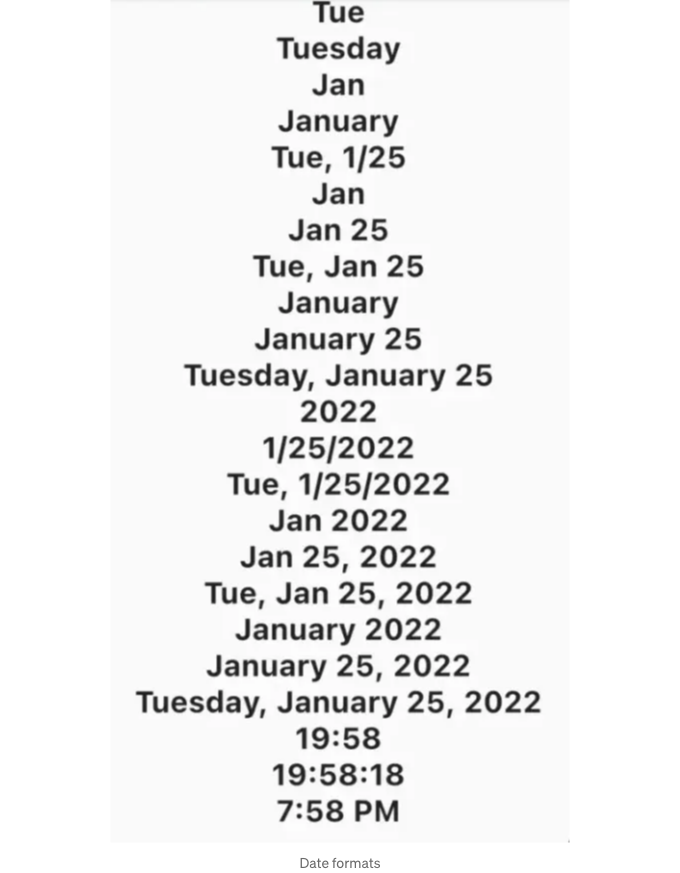 Tue
Tuesday
Jan
January
Tue, 1/25
Jan
Jan 25
Tue, Jan 25
January
January 25
Tuesday, January 25
2022
1/25/2022
Tue, 1/25/2022
Jan 2022
Jan 25, 2022
Tue, Jan 25, 2022
January 2022
January 25, 2022
Tuesday, January 25, 2022
19:58
19:58:18
7:58 PM
Date formats